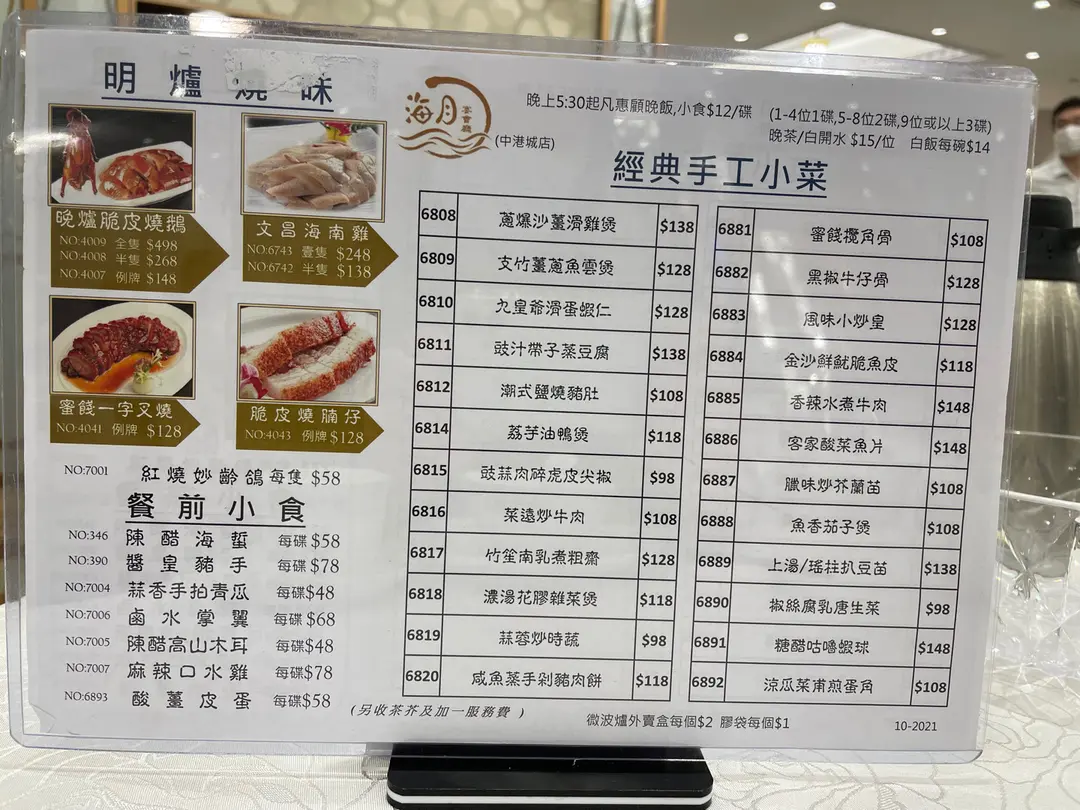 明爐燒味
晚爐脆皮燒鵝
NO:4009 全隻 $498
NO:4008 半隻 $268
NO:4007 例牌 $148
文昌海南雞
NO:6743 壹隻 $248
NO:6742 半隻 $138
蜜餞一字叉燒
NO:4041 例牌 $128
脆皮燒腩仔
NO:4043 例牌 $128
NO:7001 紅燒妙齡鴿 每隻 $58
餐前小食
NO:346 陳醋海蜇 每碟$58
NO:390 醬皇豬手 每碟$78
NO:7004 蒜香手拍青瓜 每碟$48
NO:7006 鹵水掌翼 每碟$68
NO:7005 陳醋高山木耳 每碟$48
NO:7007 麻辣口水雞 每碟$78
NO:6893 酸薑皮蛋 每碟$58
海月
宴會廳
(中港城店)
晚上5:30起凡惠顧晚飯,小食$12/碟 (1-4位1碟,5-8位2碟,9位或以上3碟)
晚茶/白開水 $15/位 白飯每碗$14
經典手工小菜
6808 蔥爆沙薑滑雞煲 $138
6809 支竹薑蔥魚雲煲 $128
6810 九皇爺滑蛋蝦仁 $128
6811 豉汁帶子蒸豆腐 $138
6812 潮式鹽燒豬肚 $108
6814 荔芋油鴨煲 $118
6815 豉蒜肉碎虎皮尖椒 $98
6816 菜遠炒牛肉 $108
6817 竹笙南乳煮粗齋 $128
6818 濃湯花膠雜菜煲 $118
6819 蒜蓉炒時蔬 $98
6820 咸魚蒸手剁豬肉餅 $118
6881 蜜餞欖角骨 $108
6882 黑椒牛仔骨 $128
6883 風味小炒皇 $128
6884 金沙鮮魷脆魚皮 $118
6885 香辣水煮牛肉 $148
6886 客家酸菜魚片 $148
6887 臘味炒芥蘭苗 $108
6888 魚香茄子煲 $108
6889 上湯/瑤柱扒豆苗 $138
6890 椒絲腐乳唐生菜 $98
6891 糖醋咕嚕蝦球 $148
6892 涼瓜菜甫煎蛋角 $108
(另收茶芥及加一服務費)
微波爐外賣盒每個$2 膠袋每個$1
10-2021